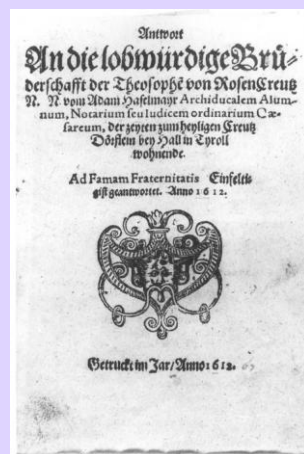 Antwort
An die lobwürdige Brü-
derschafft der Theosophē von RosenCreutz
N. N. vom Adam Haselmayr Archiducalem Alum-
num, Notarium seu Iudicem ordinarium Cæ-
sareum, der zeyten zum heyligen Creutz
Dörflein bey Hall in Tyroll
wohnende.
Ad Famam Fraternitatis Einfeltig-
gist geantwortet. Anno 1612.
Getruckt im Jar/Anno 1612.